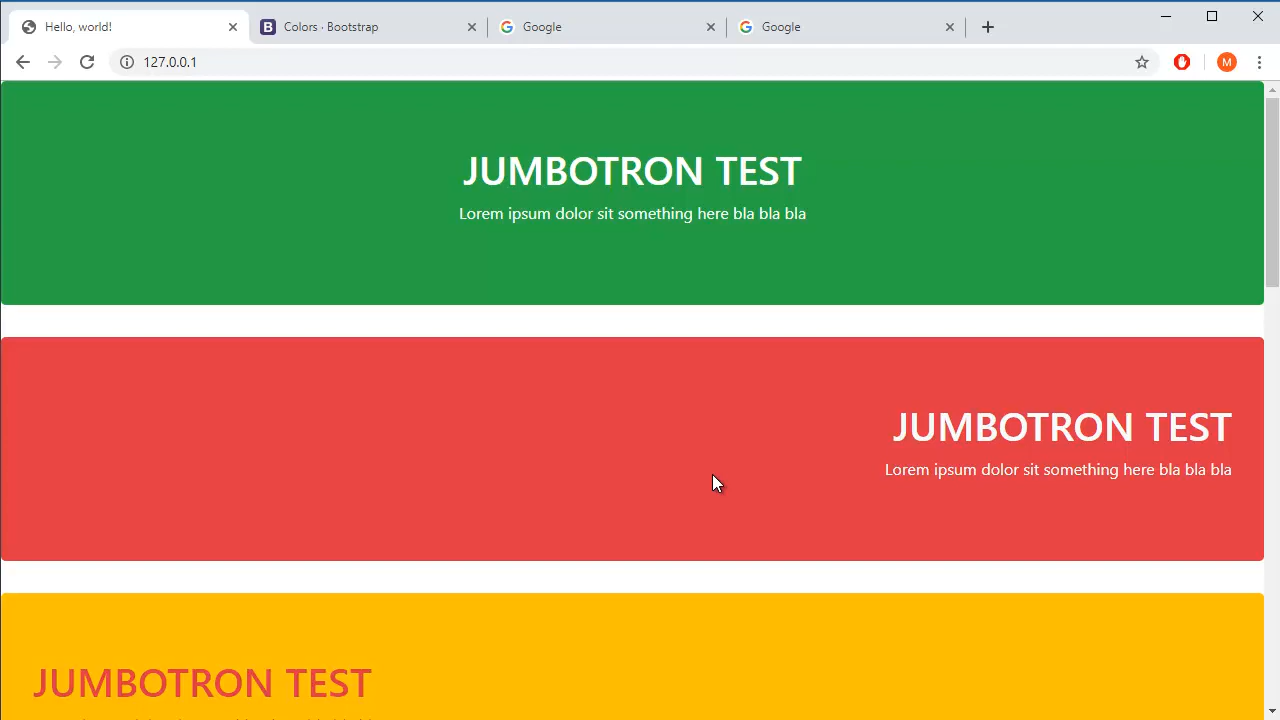 Hello, world!
B Colors · Bootstrap
Google
Google
127.0.0.1
M
JUMBOTRON TEST
Lorem ipsum dolor sit something here bla bla bla
JUMBOTRON TEST
Lorem ipsum dolor sit something here bla bla bla
JUMBOTRON TEST